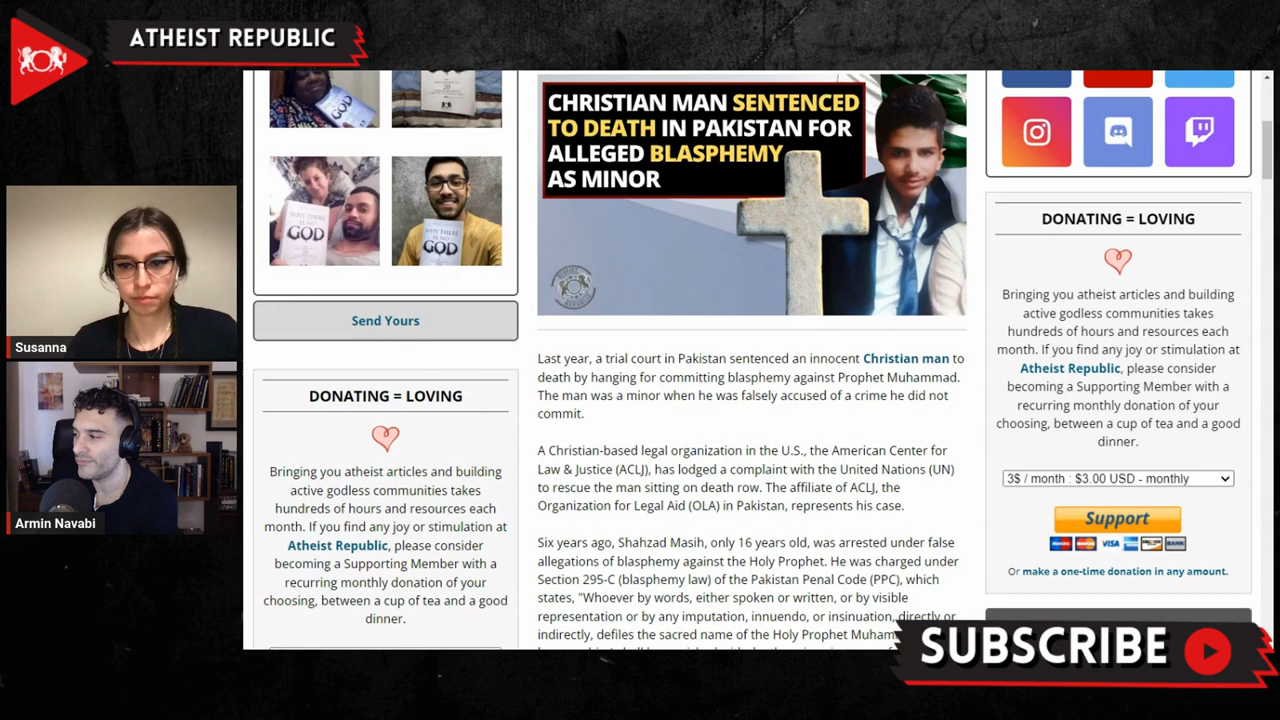 ATHEIST REPUBLIC
Susanna
Armin Navabi
WHY THERE
IS NO
GOD
WHY THERE
IS NO
GOD
Send Yours
DONATING = LOVING
Bringing you atheist articles and building
active godless communities takes
hundreds of hours and resources each
month. If you find any joy or stimulation at
Atheist Republic, please consider
becoming a Supporting Member with a
recurring monthly donation of your
choosing, between a cup of tea and a good
dinner.
CHRISTIAN MAN SENTENCED
TO DEATH IN PAKISTAN FOR
ALLEGED BLASPHEMY
AS MINOR
Last year, a trial court in Pakistan sentenced an innocent Christian man to
death by hanging for committing blasphemy against Prophet Muhammad.
The man was a minor when he was falsely accused of a crime he did not
commit.
A Christian-based legal organization in the U.S., the American Center for
Law & Justice (ACLJ), has lodged a complaint with the United Nations (UN)
to rescue the man sitting on death row. The affiliate of ACLJ, the
Organization for Legal Aid (OLA) in Pakistan, represents his case.
Six years ago, Shahzad Masih, only 16 years old, was arrested under false
allegations of blasphemy against the Holy Prophet. He was charged under
Section 295-C (blasphemy law) of the Pakistan Penal Code (PPC), which
states, "Whoever by words, either spoken or written, or by visible
representation or by any imputation, innuendo, or insinuation, directly or
indirectly, defiles the sacred name of the Holy Prophet
DONATING = LOVING
Bringing you atheist articles and building
active godless communities takes
hundreds of hours and resources each
month. If you find any joy or stimulation at
Atheist Republic, please consider
becoming a Supporting Member with a
recurring monthly donation of your
choosing, between a cup of tea and a good
dinner.
3$ / month : $3.00 USD - monthly
Support
VISA
BANK
Or make a one-time donation in any amount.
SUBSCRIBE